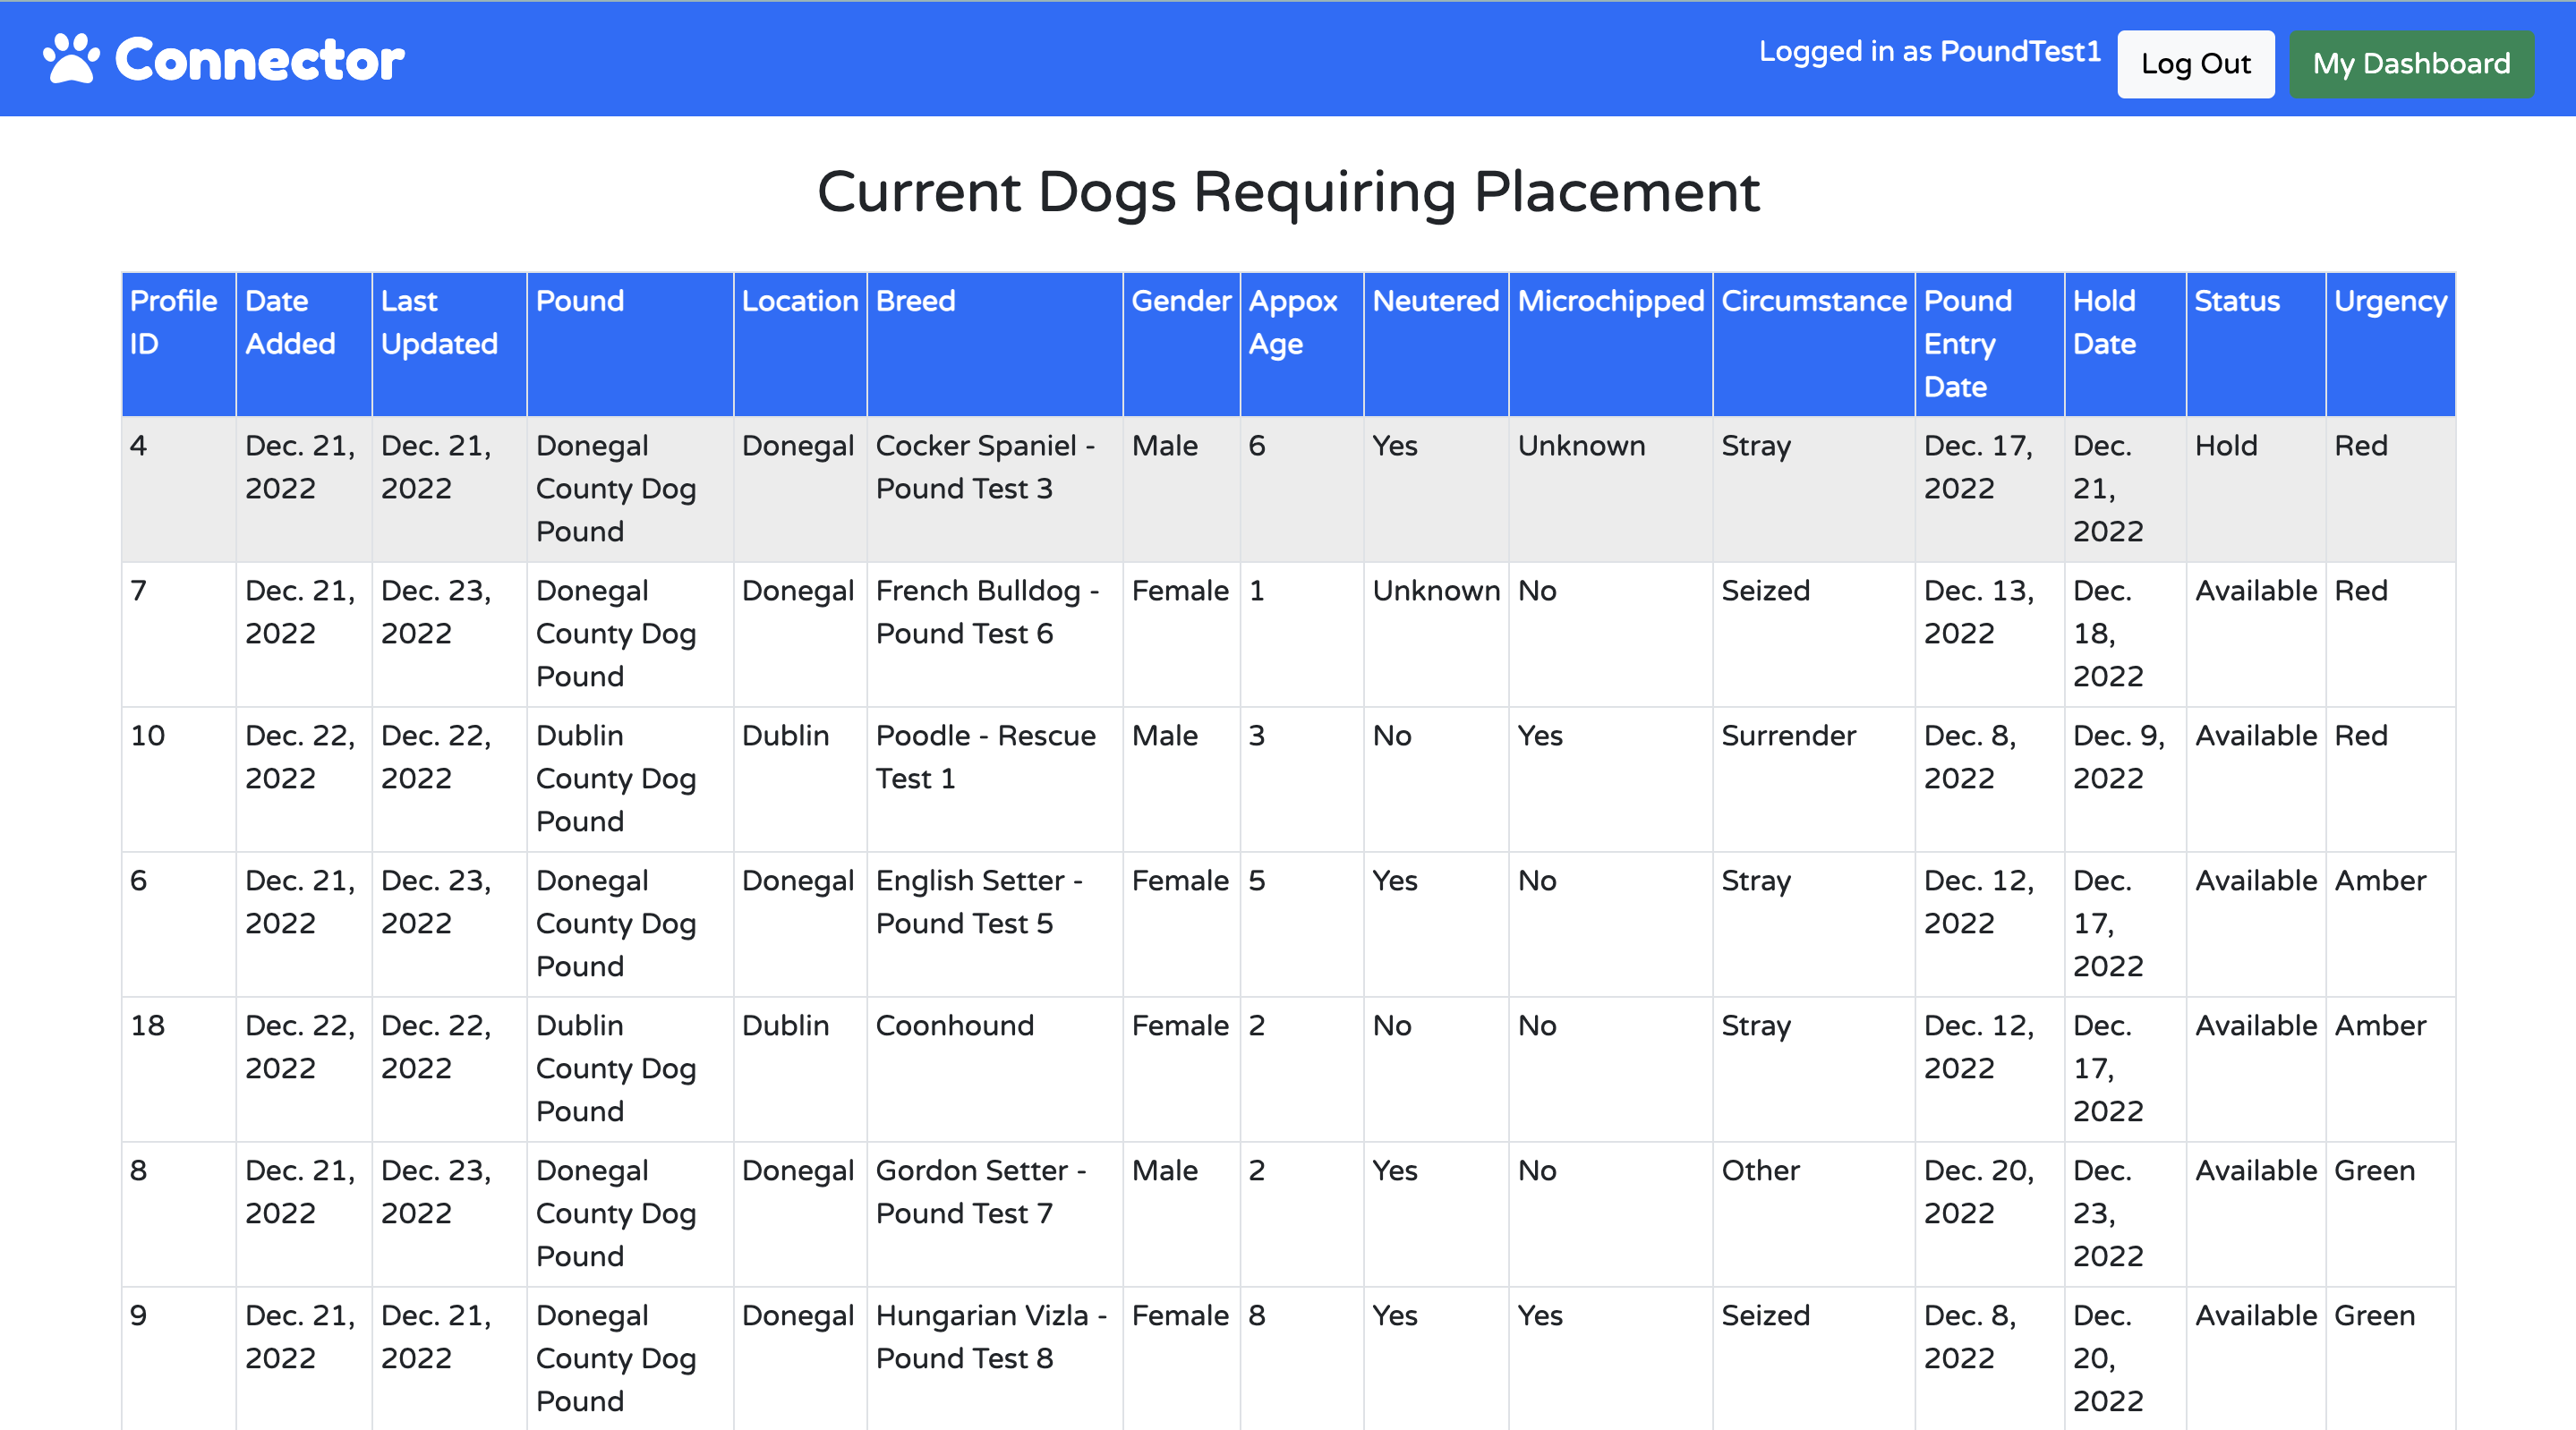 Connector
Logged in as PoundTest1 Log Out My Dashboard
Current Dogs Requiring Placement
Profile ID Date Added Last Updated Pound Location Breed Gender Appox Age Neutered Microchipped Circumstance Pound Entry Date Hold Date Status Urgency
4 Dec. 21, 2022 Dec. 21, 2022 Donegal County Dog Pound Donegal Cocker Spaniel - Pound Test 3 Male 6 Yes Unknown Stray Dec. 17, 2022 Dec. 21, 2022 Hold Red
7 Dec. 21, 2022 Dec. 23, 2022 Donegal County Dog Pound Donegal French Bulldog - Pound Test 6 Female 1 Unknown No Seized Dec. 13, 2022 Dec. 18, 2022 Available Red
10 Dec. 22, 2022 Dec. 22, 2022 Dublin County Dog Pound Dublin Poodle - Rescue Test 1 Male 3 No Yes Surrender Dec. 8, 2022 Dec. 9, 2022 Available Red
6 Dec. 21, 2022 Dec. 23, 2022 Donegal County Dog Pound Donegal English Setter - Pound Test 5 Female 5 Yes No Stray Dec. 12, 2022 Dec. 17, 2022 Available Amber
18 Dec. 22, 2022 Dec. 22, 2022 Dublin County Dog Pound Dublin Coonhound Female 2 No No Stray Dec. 12, 2022 Dec. 17, 2022 Available Amber
8 Dec. 21, 2022 Dec. 23, 2022 Donegal County Dog Pound Donegal Gordon Setter - Pound Test 7 Male 2 Yes No Other Dec. 20, 2022 Dec. 23, 2022 Available Green
9 Dec. 21, 2022 Dec. 21, 2022 Donegal County Dog Pound Donegal Hungarian Vizla - Pound Test 8 Female 8 Yes Yes Seized Dec. 8, 2022 Dec. 20, 2022 Available Green